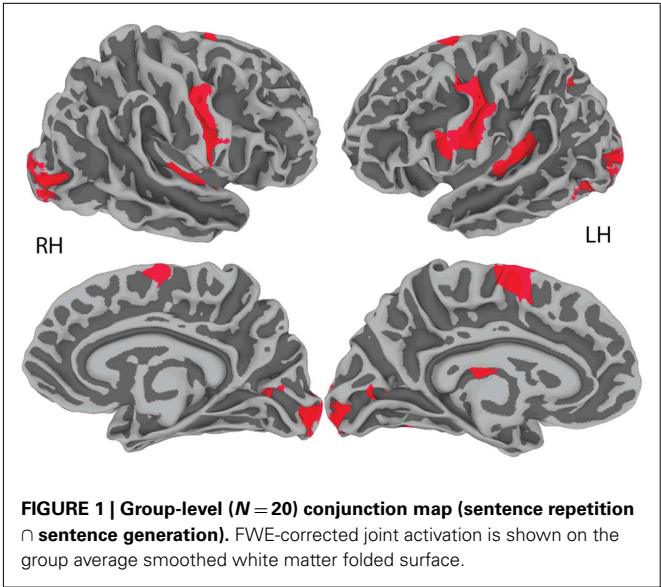 RH
LH
FIGURE 1 | Group-level (N = 20) conjunction map (sentence repetition
∩ sentence generation). FWE-corrected joint activation is shown on the
group average smoothed white matter folded surface.